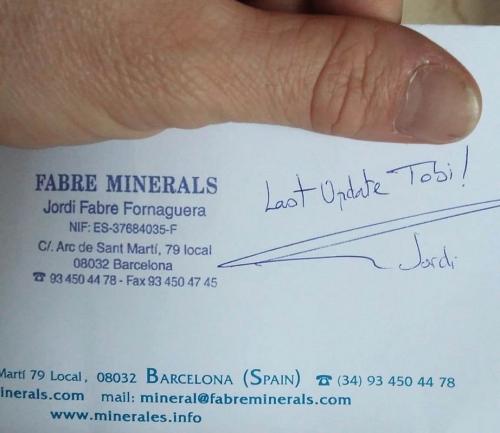 FABRE MINERALS
Jordi Fabre Fornaguera
NIF: ES-37684035-F
C/. Arc de Sant Martí, 79 local
08032 Barcelona
☎ 93 450 44 78 - Fax 93 450 47 45
Last Update Tobi!
Jordi
Martí 79 Local, 08032 BARCELONA (SPAIN) ☎ (34) 93 450 44 78
inerals.com mail: mineral@fabreminerals.com
www.minerales.info